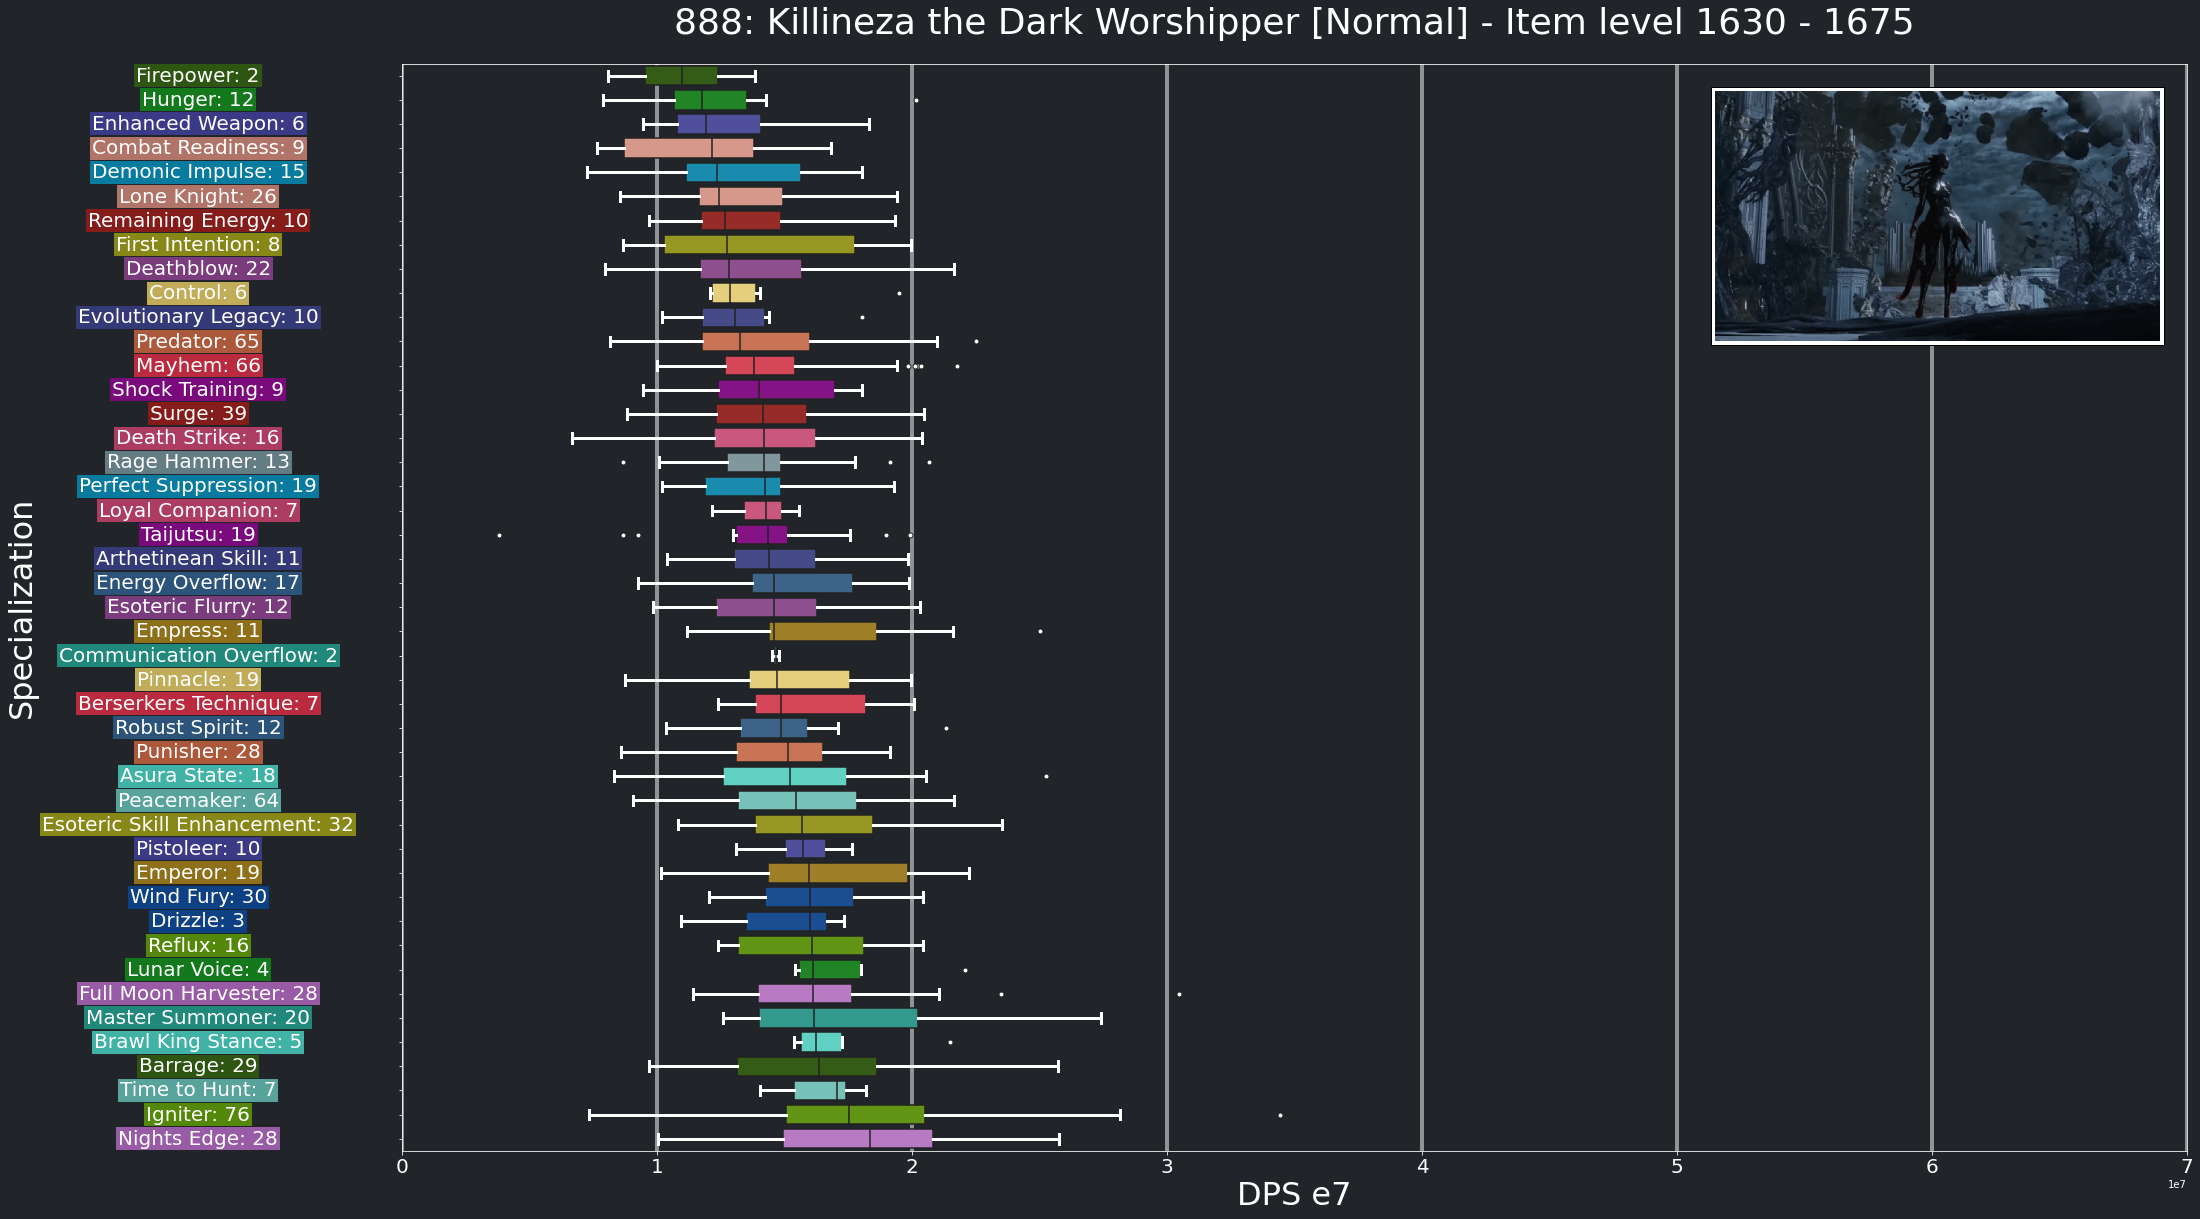 888: Killineza the Dark Worshipper [Normal] - Item level 1630 - 1675
Specialization
Firepower: 2
Hunger: 12
Enhanced Weapon: 6
Combat Readiness: 9
Demonic Impulse: 15
Lone Knight: 26
Remaining Energy: 10
First Intention: 8
Deathblow: 22
Control: 6
Evolutionary Legacy: 10
Predator: 65
Mayhem: 66
Shock Training: 9
Surge: 39
Death Strike: 16
Rage Hammer: 13
Perfect Suppression: 19
Loyal Companion: 7
Taijutsu: 19
Arthetinean Skill: 11
Energy Overflow: 17
Esoteric Flurry: 12
Empress: 11
Communication Overflow: 2
Pinnacle: 19
Berserkers Technique: 7
Robust Spirit: 12
Punisher: 28
Asura State: 18
Peacemaker: 64
Esoteric Skill Enhancement: 32
Pistoleer: 10
Emperor: 19
Wind Fury: 30
Drizzle: 3
Reflux: 16
Lunar Voice: 4
Full Moon Harvester: 28
Master Summoner: 20
Brawl King Stance: 5
Barrage: 29
Time to Hunt: 7
Igniter: 76
Nights Edge: 28
0 1 2 3 4 5 6 7
1e7
DPS e7